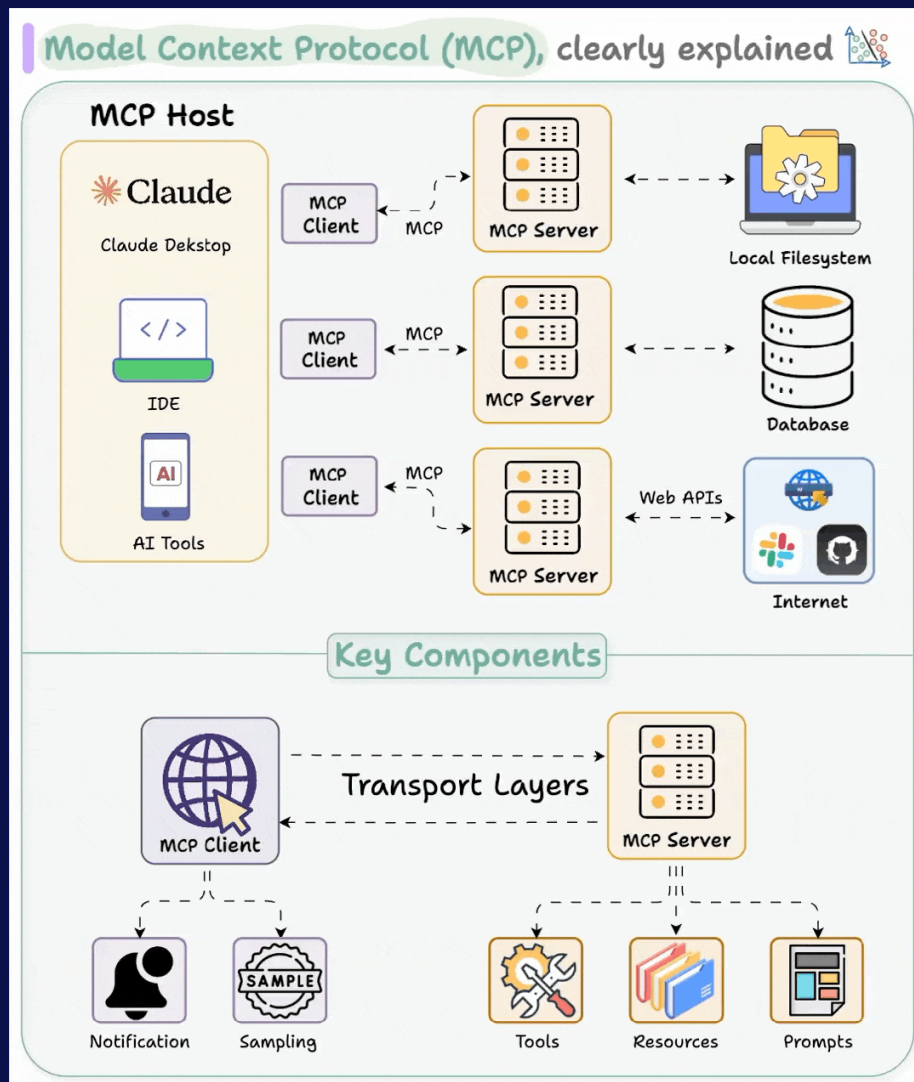 Model Context Protocol (MCP), clearly explained
MCP Host
Claude
Claude Dekstop
</>
IDE
AI
AI Tools
MCP
Client
MCP
MCP Server
Local Filesystem
MCP
Client
MCP
MCP Server
Database
MCP
Client
MCP
MCP Server
Web APIs
Internet
Key Components
MCP Client
Transport Layers
MCP Server
Notification
SAMPLE
Sampling
Tools
Resources
Prompts